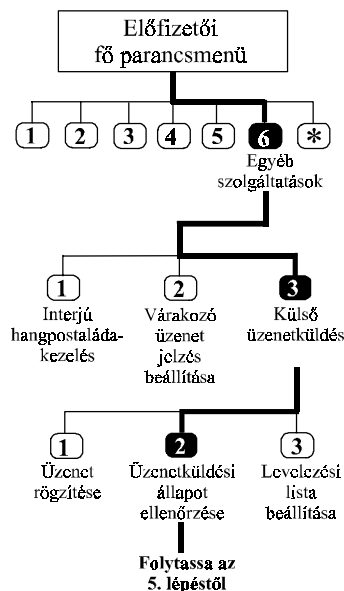 Előfizetői
fő parancsmenü
1 2 3 4 5 6 *
Egyéb
szolgáltatások
1 2 3
Interjú
hangpostaláda-
kezelés
Várakozó
üzenet
jelzés
beállítása
Külső
üzenetküldés
1 2 3
Üzenet
rögzítése
Üzenetküldési
állapot
ellenőrzése
Levelezési
lista
beállítása
Folytassa az
5. lépéstől